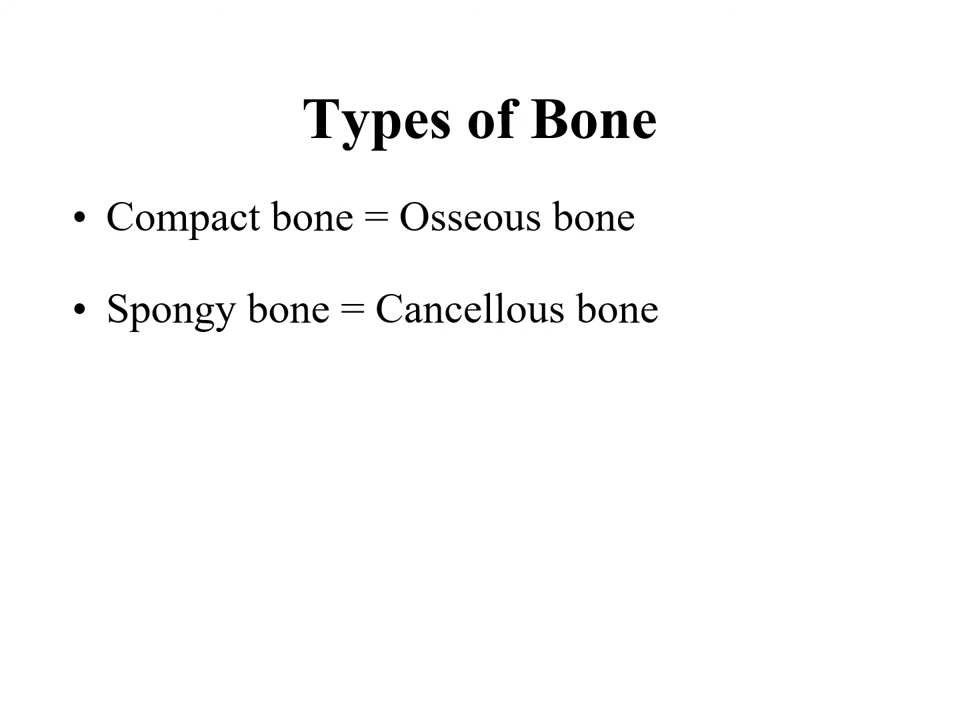 Types of Bone
• Compact bone = Osseous bone
• Spongy bone = Cancellous bone